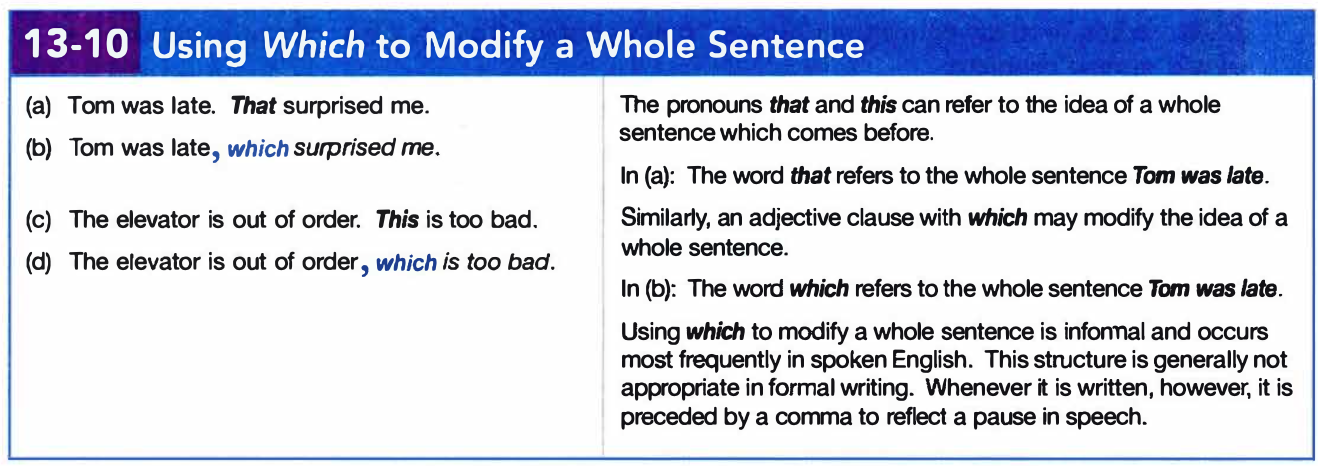 13-10 Using Which to Modify a Whole Sentence
(a) Tom was late. That surprised me.
(b) Tom was late, which surprised me.
(c) The elevator is out of order. This is too bad.
(d) The elevator is out of order, which is too bad.
The pronouns that and this can refer to the idea of a whole
sentence which comes before.
In (a): The word that refers to the whole sentence Tom was late.
Similarly, an adjective clause with which may modify the idea of a
whole sentence.
In (b): The word which refers to the whole sentence Tom was late.
Using which to modify a whole sentence is informal and occurs
most frequently in spoken English. This structure is generally not
appropriate in formal writing. Whenever it is written, however, it is
preceded by a comma to reflect a pause in speech.